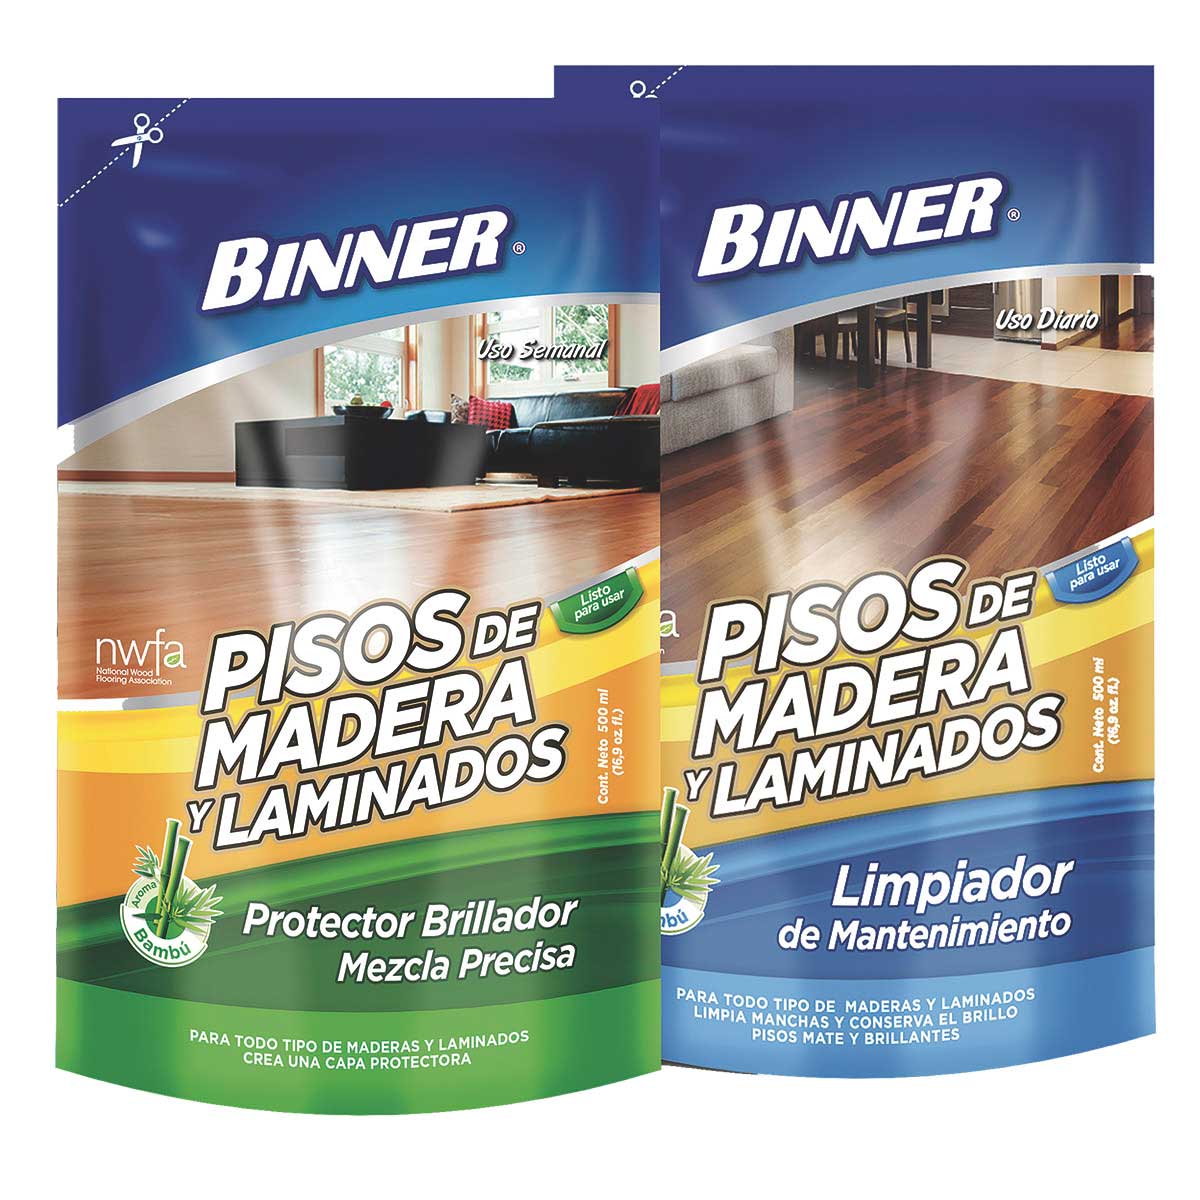 BINNER®
Uso Semanal
Listo
para usar
nwfa
National Wood
Flooring Association
PISOS DE
MADERA
Y LAMINADOS
Cont. Neto 500 ml
(16,9 oz fl.)
Aroma
Bambú
Protector Brillador
Mezcla Precisa
PARA TODO TIPO DE MADERAS Y LAMINADOS
CREA UNA CAPA PROTECTORA
BINNER®
Uso Diario
Listo
para usar
a
n
PISOS DE
MADERA
Y LAMINADOS
Cont. Neto 500 ml
(16,9 oz fl.)
bú
Limpiador
de Mantenimiento
PARA TODO TIPO DE MADERAS Y LAMINADOS
LIMPIA MANCHAS Y CONSERVA EL BRILLO
PISOS MATE Y BRILLANTES